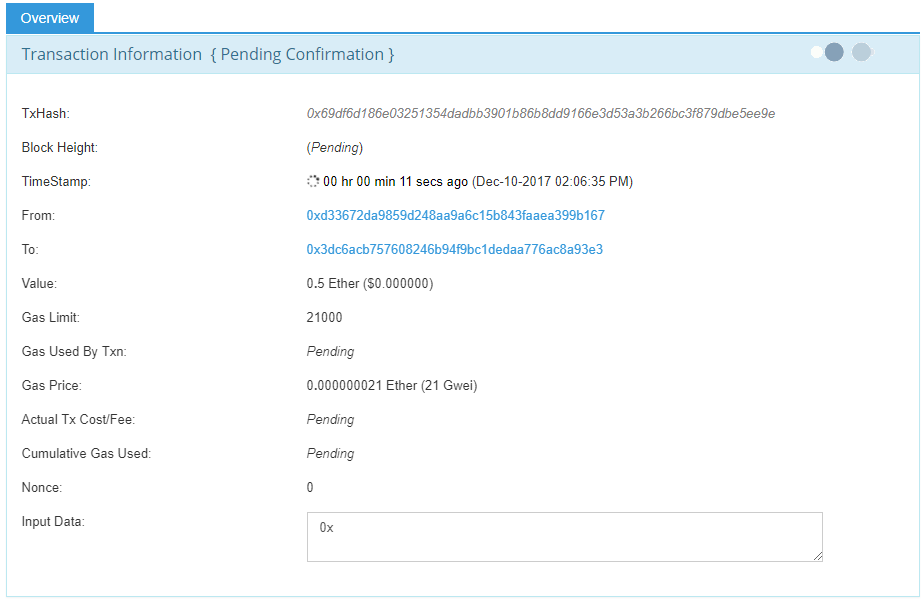 Overview
Transaction Information { Pending Confirmation }
TxHash: 0x69df6d186e03251354dadbb3901b86b8dd9166e3d53a3b266bc3f879dbe5ee9e
Block Height: (Pending)
TimeStamp: 00 hr 00 min 11 secs ago (Dec-10-2017 02:06:35 PM)
From: 0xd33672da9859d248aa9a6c15b843faaea399b167
To: 0x3dc6acb757608246b94f9bc1dedaa776ac8a93e3
Value: 0.5 Ether ($0.000000)
Gas Limit: 21000
Gas Used By Txn: Pending
Gas Price: 0.000000021 Ether (21 Gwei)
Actual Tx Cost/Fee: Pending
Cumulative Gas Used: Pending
Nonce: 0
Input Data: 0x